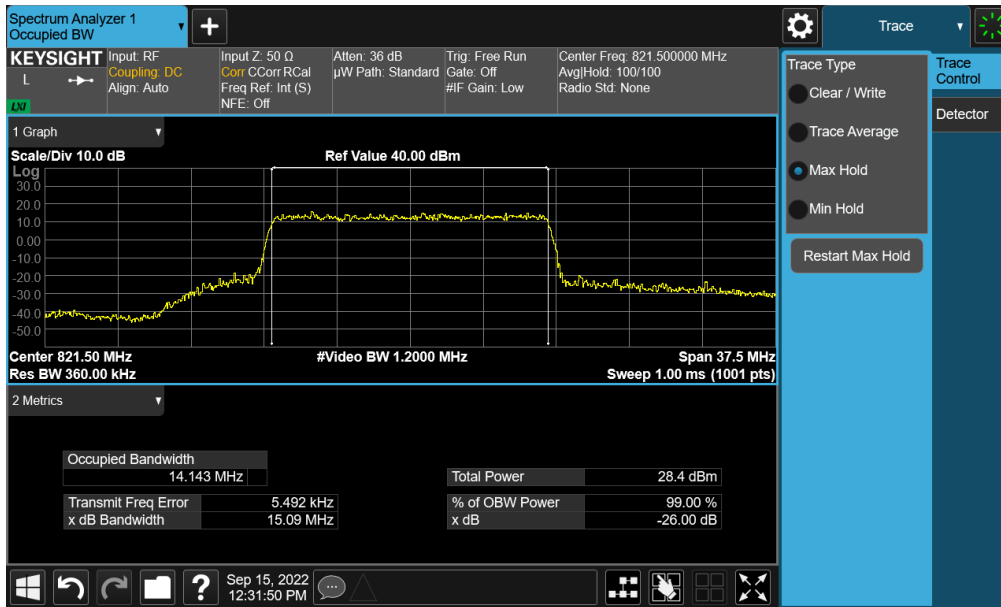 Spectrum Analyzer 1
Occupied BW
+
Trace
KEYSIGHT
L
LXI
Input: RF
Coupling: DC
Align: Auto
Input Z: 50 Ω
Corr CCorr RCal
Freq Ref: Int (S)
NFE: Off
Atten: 36 dB
µW Path: Standard
Trig: Free Run
Gate: Off
#IF Gain: Low
Center Freq: 821.500000 MHz
Avg|Hold: 100/100
Radio Std: None
1 Graph
Scale/Div 10.0 dB
Ref Value 40.00 dBm
Log
30.0
20.0
10.0
0.00
-10.0
-20.0
-30.0
-40.0
-50.0
Center 821.50 MHz
#Video BW 1.2000 MHz
Span 37.5 MHz
Res BW 360.00 kHz
Sweep 1.00 ms (1001 pts)
2 Metrics
Occupied Bandwidth
14.143 MHz
Total Power 28.4 dBm
Transmit Freq Error 5.492 kHz
% of OBW Power 99.00 %
x dB Bandwidth 15.09 MHz
x dB -26.00 dB
Trace Type
Clear / Write
Trace Average
Max Hold
Min Hold
Restart Max Hold
Trace
Control
Detector
?
Sep 15, 2022
12:31:50 PM